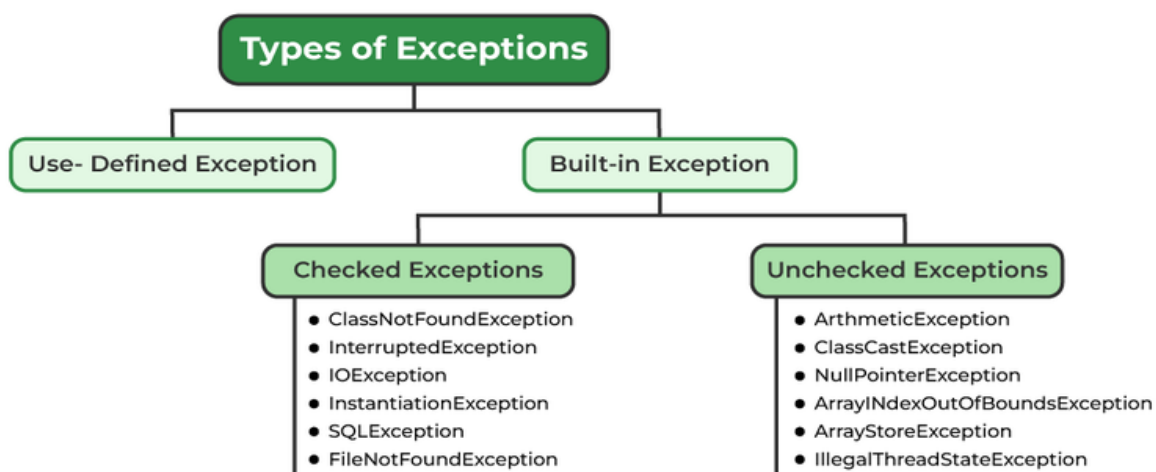 Types of Exceptions
Use- Defined Exception
Built-in Exception
Checked Exceptions
ClassNotFoundException
InterruptedException
IOException
InstantiationException
SQLException
FileNotFoundException
Unchecked Exceptions
ArthmeticException
ClassCastException
NullPointerException
ArrayINdexOutOfBoundsException
ArrayStoreException
IllegalThreadStateException